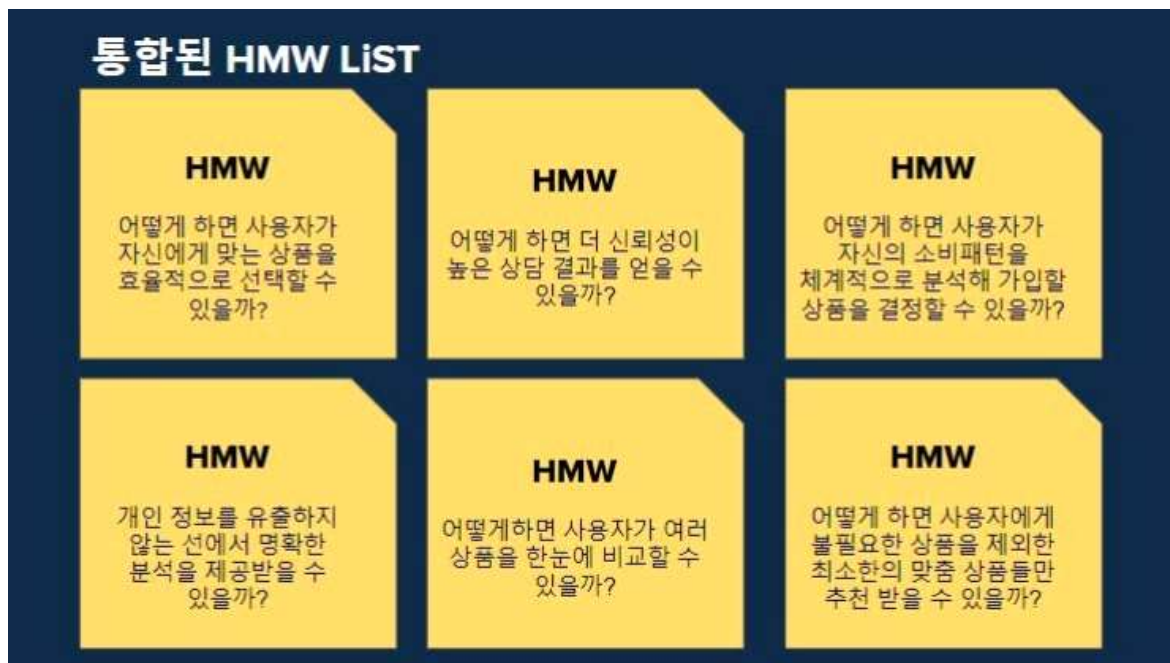 통합된 HMW LiST
HMW
어떻게 하면 사용자가
자신에게 맞는 상품을
효율적으로 선택할 수
있을까?
HMW
어떻게 하면 더 신뢰성이
높은 상담 결과를 얻을 수
있을까?
HMW
어떻게 하면 사용자가
자신의 소비패턴을
체계적으로 분석해 가입할
상품을 결정할 수 있을까?
HMW
개인 정보를 유출하지
않는 선에서 명확한
분석을 제공받을 수
있을까?
HMW
어떻게하면 사용자가 여러
상품을 한눈에 비교할 수
있을까?
HMW
어떻게 하면 사용자에게
불필요한 상품을 제외한
최소한의 맞춤 상품들만
추천 받을 수 있을까?